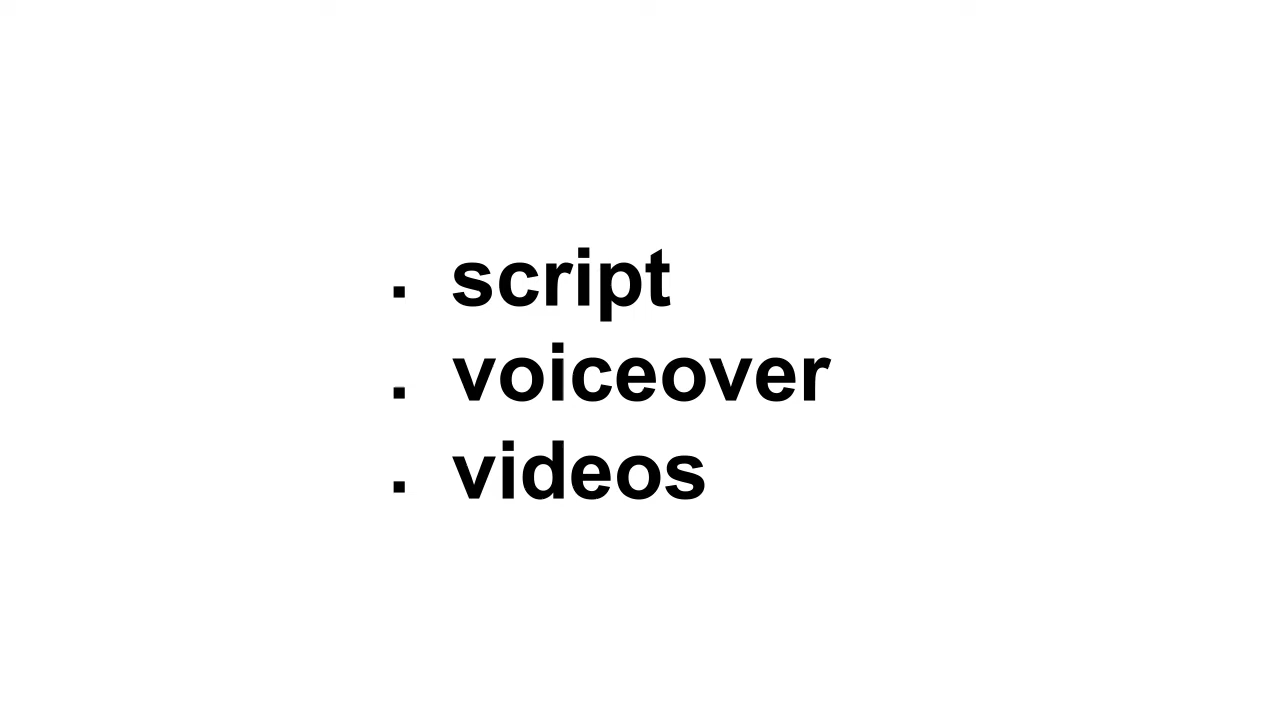 . script
. voiceover
. videos